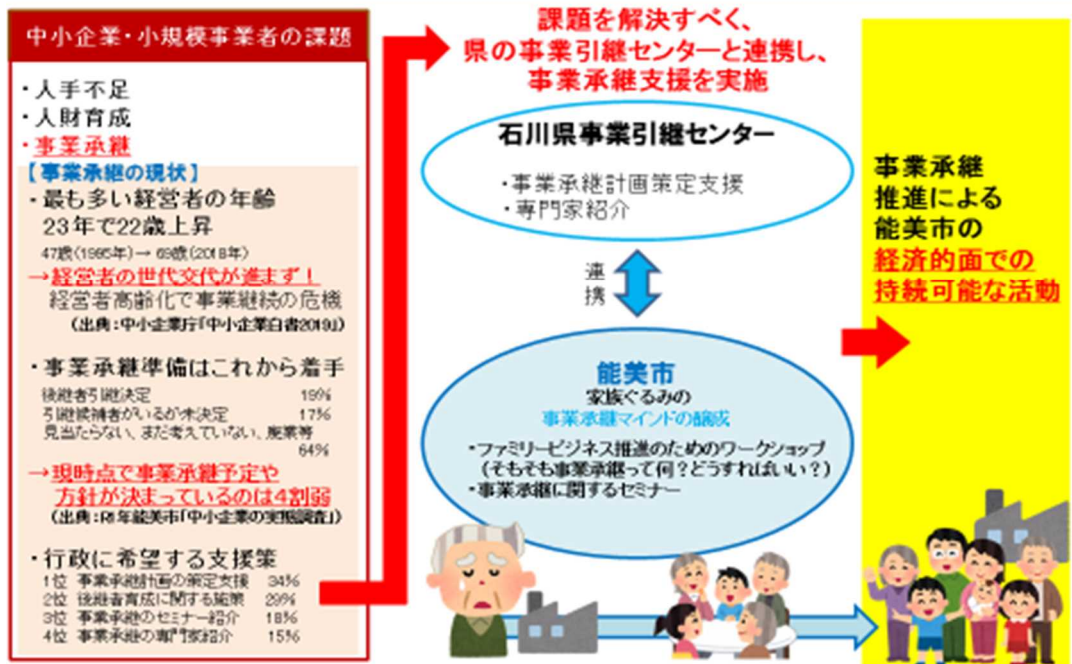 中小企業・小規模事業者の課題
・人手不足
・人財育成
・事業承継
【事業承継の現状】
・最も多い経営者の年齢
23年で22歳上昇
47歳(1995年)→ 69歳(2018年)
→経営者の世代交代が進まず!
経営者高齢化で事業継続の危機
(出典:中小企業庁「中小企業白書2019」)
・事業承継準備はこれから着手
後継者引継決定 19%
引継候補者がいるが未決定 17%
見当たらない、まだ考えていない、廃業等
64%
→現時点で事業承継予定や
方針が決まっているのは4割弱
(出典:R1年能美市「中小企業の実態調査」)
・行政に希望する支援策
1位 事業承継計画の策定支援 34%
2位 後継者育成に関する施策 29%
3位 事業承継のセミナー紹介 18%
4位 事業承継の専門家紹介 15%
課題を解決すべく、
県の事業引継センターと連携し、
事業承継支援を実施
石川県事業引継センター
・事業承継計画策定支援
・専門家紹介
連
携
能美市
家族ぐるみの
事業承継マインドの醸成
・ファミリービジネス推進のためのワークショップ
(そもそも事業承継って何?どうすればいい?)
・事業承継に関するセミナー
事業承継
推進による
能美市の
経済的面での
持続可能な活動